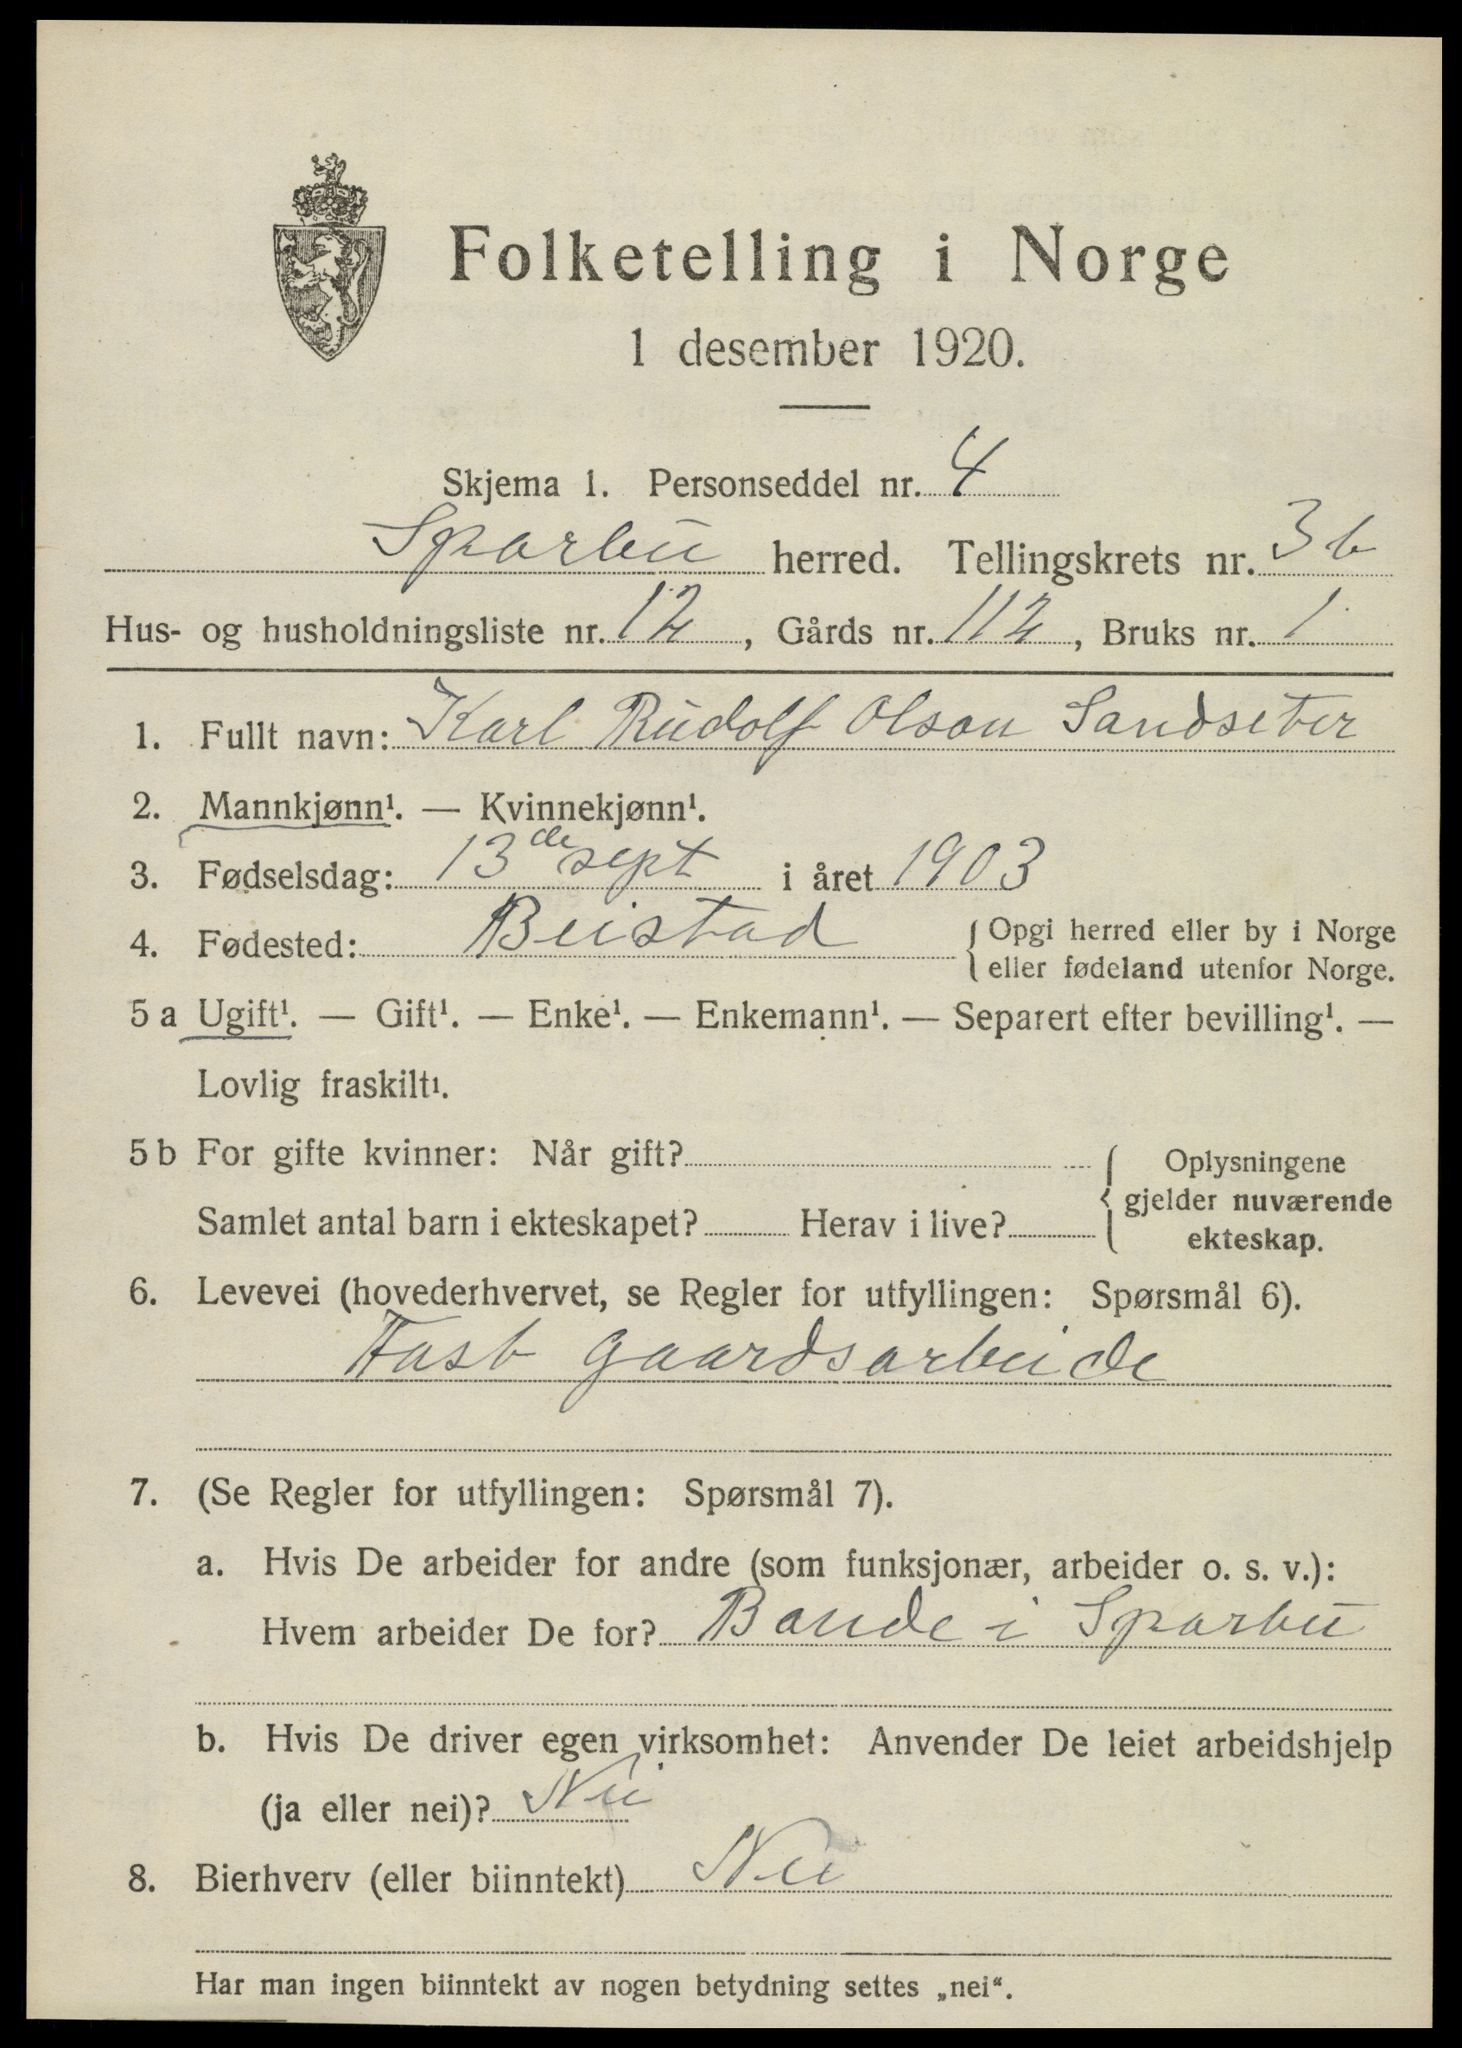 Folketelling i Norge
1 desember 1920.
Skjema 1. Personseddel nr. 4
Sparbu herred. Tellingskrets nr. 3b
Hus- og husholdningsliste nr. 12, Gårds nr. 112, Bruks nr. 1
1. Fullt navn: Karl Rudolf Olson Sandseter
2. Mannkjønn¹. — Kvinnekjønn¹.
3. Fødselsdag: 13de sept i året 1903
4. Fødested: Beistad { Opgi herred eller by i Norge
eller fødeland utenfor Norge.
5 a Ugift¹. — Gift¹. — Enke¹. — Enkemann¹. — Separert efter bevilling¹. —
Lovlig fraskilt¹.
5 b For gifte kvinner: Når gift?
Samlet antal barn i ekteskapet? Herav i live?
{ Oplysningene
gjelder nuværende
ekteskap.
6. Levevei (hovederhvervet, se Regler for utfyllingen: Spørsmål 6).
Fast gaardsarbeide
7. (Se Regler for utfyllingen: Spørsmål 7).
a. Hvis De arbeider for andre (som funksjonær, arbeider o. s. v.):
Hvem arbeider De for? Bonde i Sparbu
b. Hvis De driver egen virksomhet: Anvender De leiet arbeidshjelp
(ja eller nei)? Nei
8. Bierhverv (eller biinntekt) Nei
Har man ingen biinntekt av nogen betydning settes „nei“.